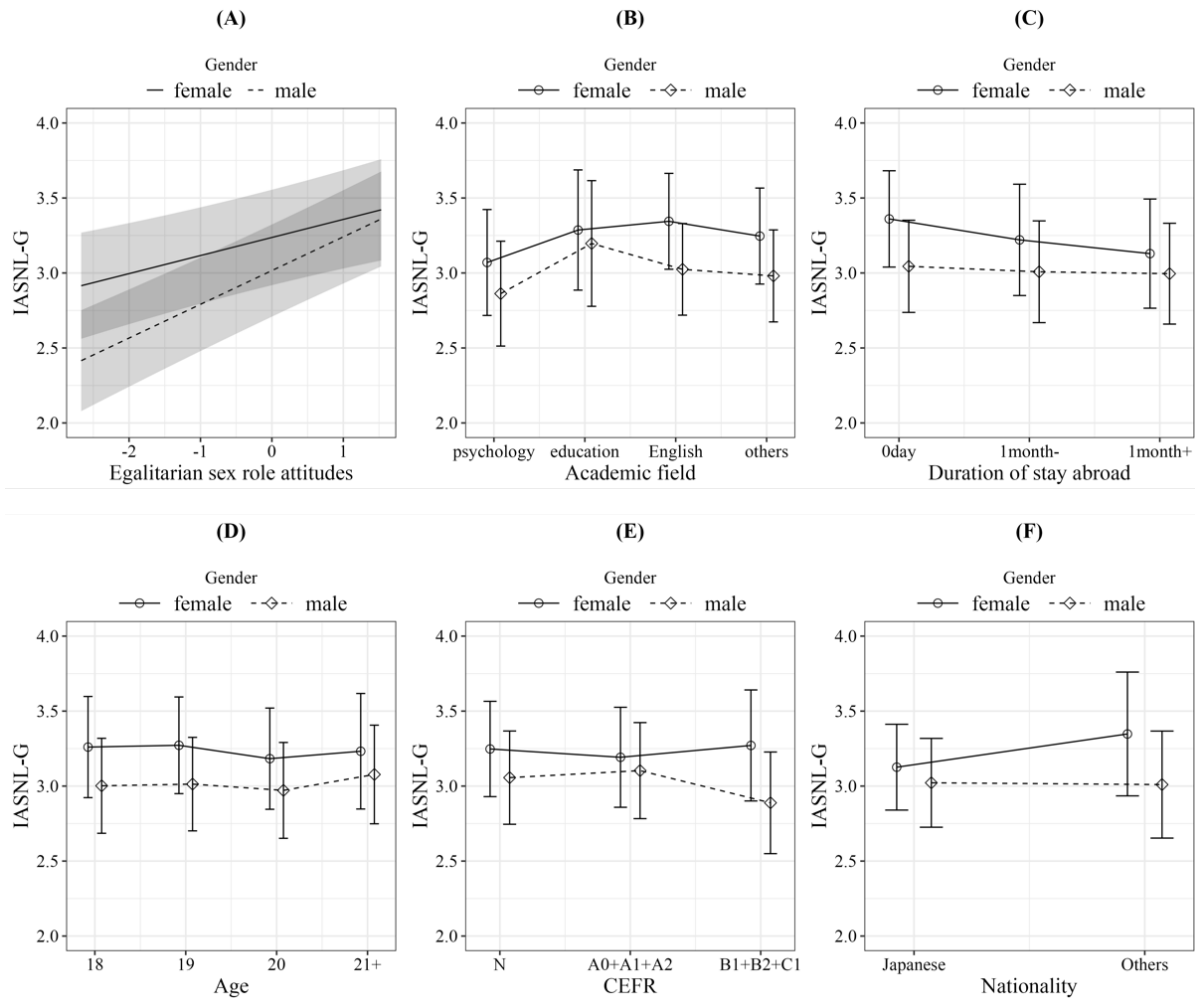 (A)
Gender
female male
4.0
3.5
3.0
2.5
2.0
IASNL-G
-2 -1 0 1
Egalitarian sex role attitudes
(B)
Gender
female male
4.0
3.5
3.0
2.5
2.0
IASNL-G
psychology education English others
Academic field
(C)
Gender
female male
4.0
3.5
3.0
2.5
2.0
IASNL-G
0day 1month- 1month+
Duration of stay abroad
(D)
Gender
female male
4.0
3.5
3.0
2.5
2.0
IASNL-G
18 19 20 21+
Age
(E)
Gender
female male
4.0
3.5
3.0
2.5
2.0
IASNL-G
N A0+A1+A2 B1+B2+C1
CEFR
(F)
Gender
female male
4.0
3.5
3.0
2.5
2.0
IASNL-G
Japanese Others
Nationality